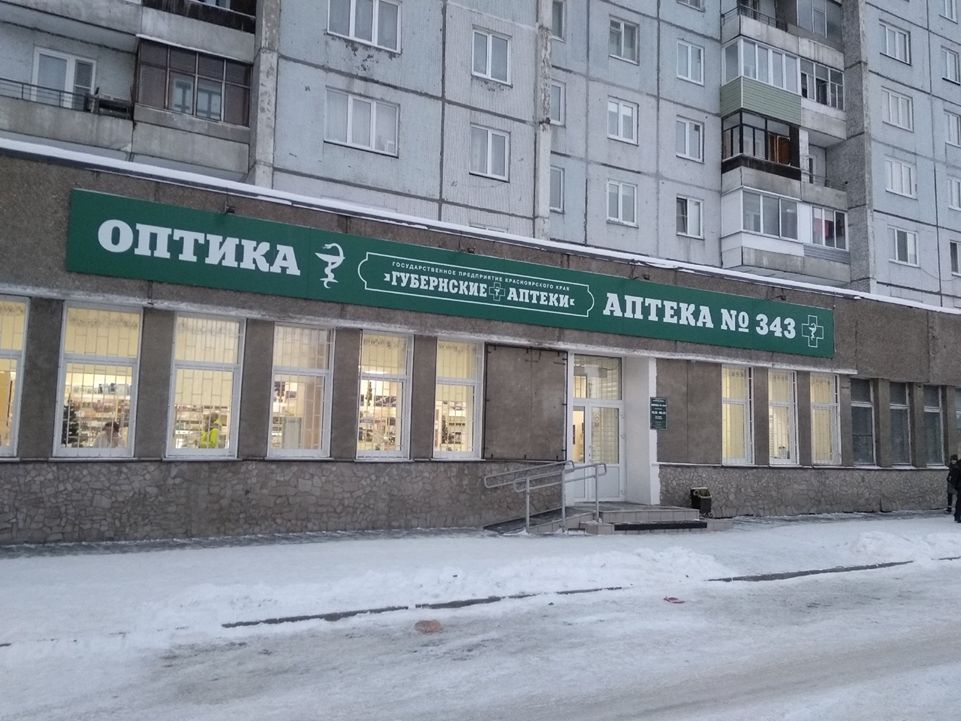 ОПТИКА
ГОСУДАРСТВЕННОЕ ПРЕДПРИЯТИЕ КРАСНОЯРСКОГО КРАЯ
ГУБЕРНСКИЕ АПТЕКИ
АПТЕКА № 343